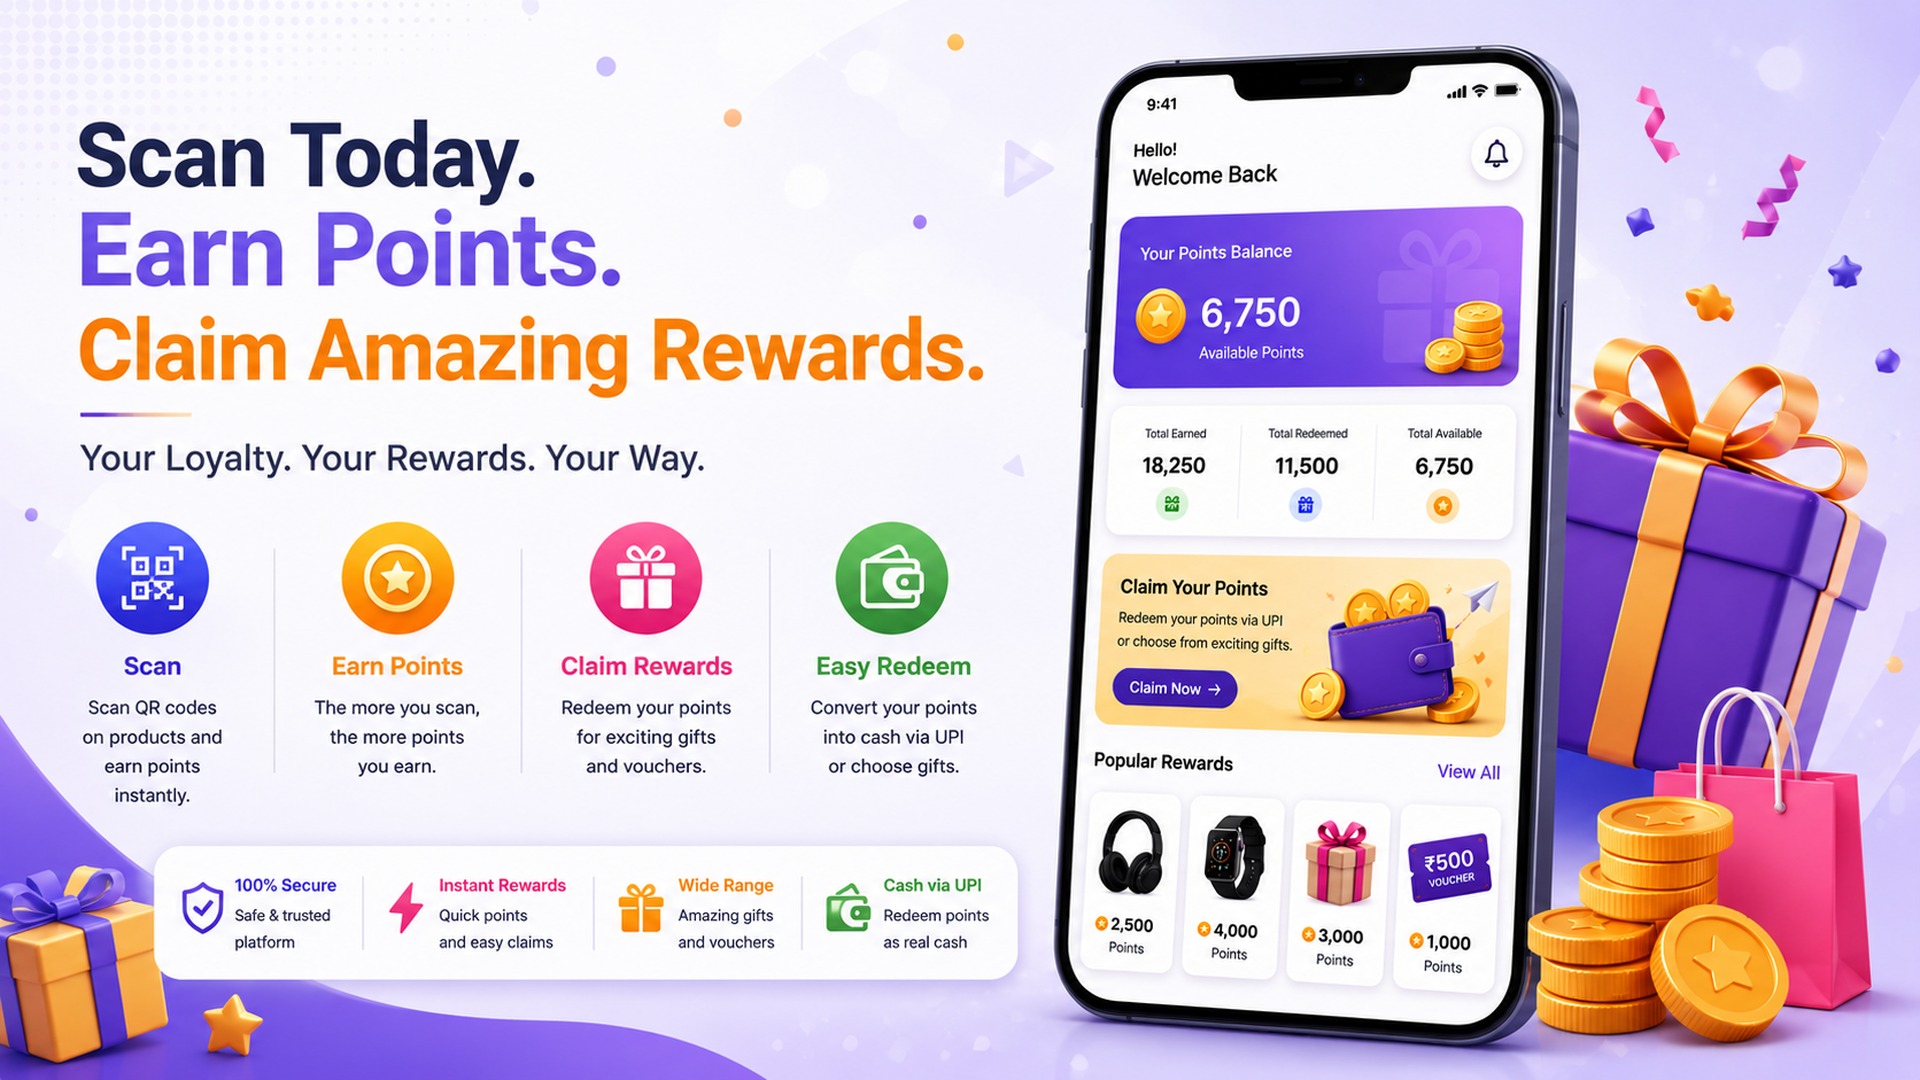 Scan Today.
Earn Points.
Claim Amazing Rewards.
Your Loyalty. Your Rewards. Your Way.
Scan
Scan QR codes
on products and
earn points
instantly.
Earn Points
The more you scan,
the more points
you earn.
Claim Rewards
Redeem your points
for exciting gifts
and vouchers.
Easy Redeem
Convert your points
into cash via UPI
or choose gifts.
100% Secure
Safe & trusted
platform
Instant Rewards
Quick points
and easy claims
Wide Range
Amazing gifts
and vouchers
Cash via UPI
Redeem points
as real cash
9:41
Hello!
Welcome Back
Your Points Balance
6,750
Available Points
Total Earned
18,250
Total Redeemed
11,500
Total Available
6,750
Claim Your Points
Redeem your points via UPI
or choose from exciting gifts.
Claim Now →
Popular Rewards
View All
2,500
Points
4,000
Points
3,000
Points
₹500
VOUCHER
1,000
Points